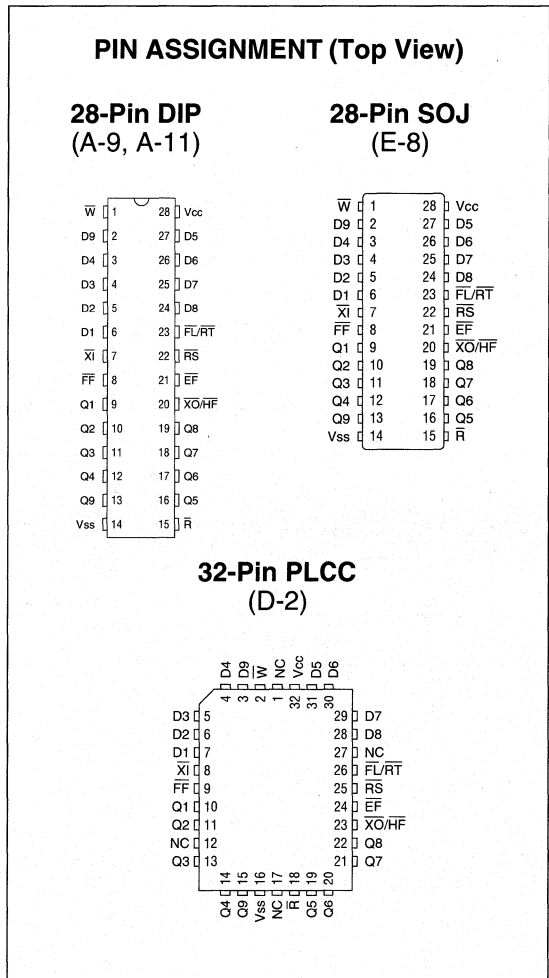 PIN ASSIGNMENT (Top View)
28-Pin DIP
(A-9, A-11)
W̅ 1 28 Vcc
D9 2 27 D5
D4 3 26 D6
D3 4 25 D7
D2 5 24 D8
D1 6 23 F̅L̅/R̅T̅
X̅I̅ 7 22 R̅S̅
F̅F̅ 8 21 E̅F̅
Q1 9 20 X̅O̅/H̅F̅
Q2 10 19 Q8
Q3 11 18 Q7
Q4 12 17 Q6
Q9 13 16 Q5
Vss 14 15 R̅
28-Pin SOJ
(E-8)
W̅ 1 28 Vcc
D9 2 27 D5
D4 3 26 D6
D3 4 25 D7
D2 5 24 D8
D1 6 23 F̅L̅/R̅T̅
X̅I̅ 7 22 R̅S̅
F̅F̅ 8 21 E̅F̅
Q1 9 20 X̅O̅/H̅F̅
Q2 10 19 Q8
Q3 11 18 Q7
Q4 12 17 Q6
Q9 13 16 Q5
Vss 14 15 R̅
32-Pin PLCC
(D-2)
D4 D9 W̅ NC Vcc D5 D6
4 3 2 1 32 31 30
D3 5 29 D7
D2 6 28 D8
D1 7 27 NC
X̅I̅ 8 26 F̅L̅/R̅T̅
F̅F̅ 9 25 R̅S̅
Q1 10 24 E̅F̅
Q2 11 23 X̅O̅/H̅F̅
NC 12 22 Q8
Q3 13 21 Q7
14 15 16 17 18 19 20
Q4 Q9 Vss NC R̅ Q5 Q6